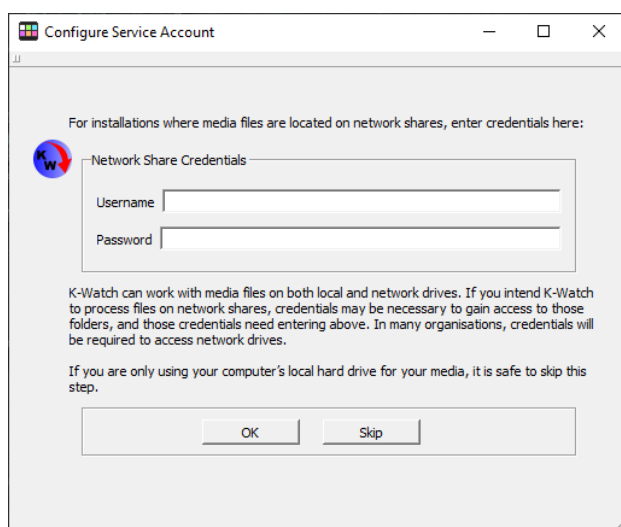 Configure Service Account
For installations where media files are located on network shares, enter credentials here:
K
W
Network Share Credentials
Username
Password
K-Watch can work with media files on both local and network drives. If you intend K-Watch
to process files on network shares, credentials may be necessary to gain access to those
folders, and those credentials need entering above. In many organisations, credentials will
be required to access network drives.
If you are only using your computer's local hard drive for your media, it is safe to skip this
step.
OK
Skip